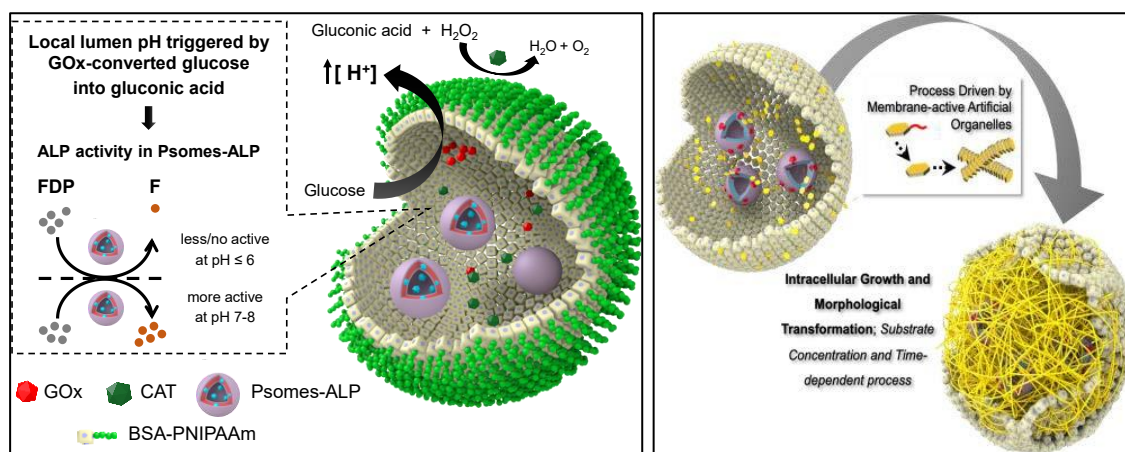 Local lumen pH triggered by
GOx-converted glucose
into gluconic acid
ALP activity in Psomes-ALP
FDP F
less/no active
at pH ≤ 6
more active
at pH 7-8
Gluconic acid + H₂O₂
H₂O + O₂
↑[ H⁺]
Glucose
GOx CAT Psomes-ALP
BSA-PNIPAAm
Process Driven by
Membrane-active Artificial
Organelles
Intracellular Growth and
Morphological
Transformation; Substrate
Concentration and Time-
dependent process